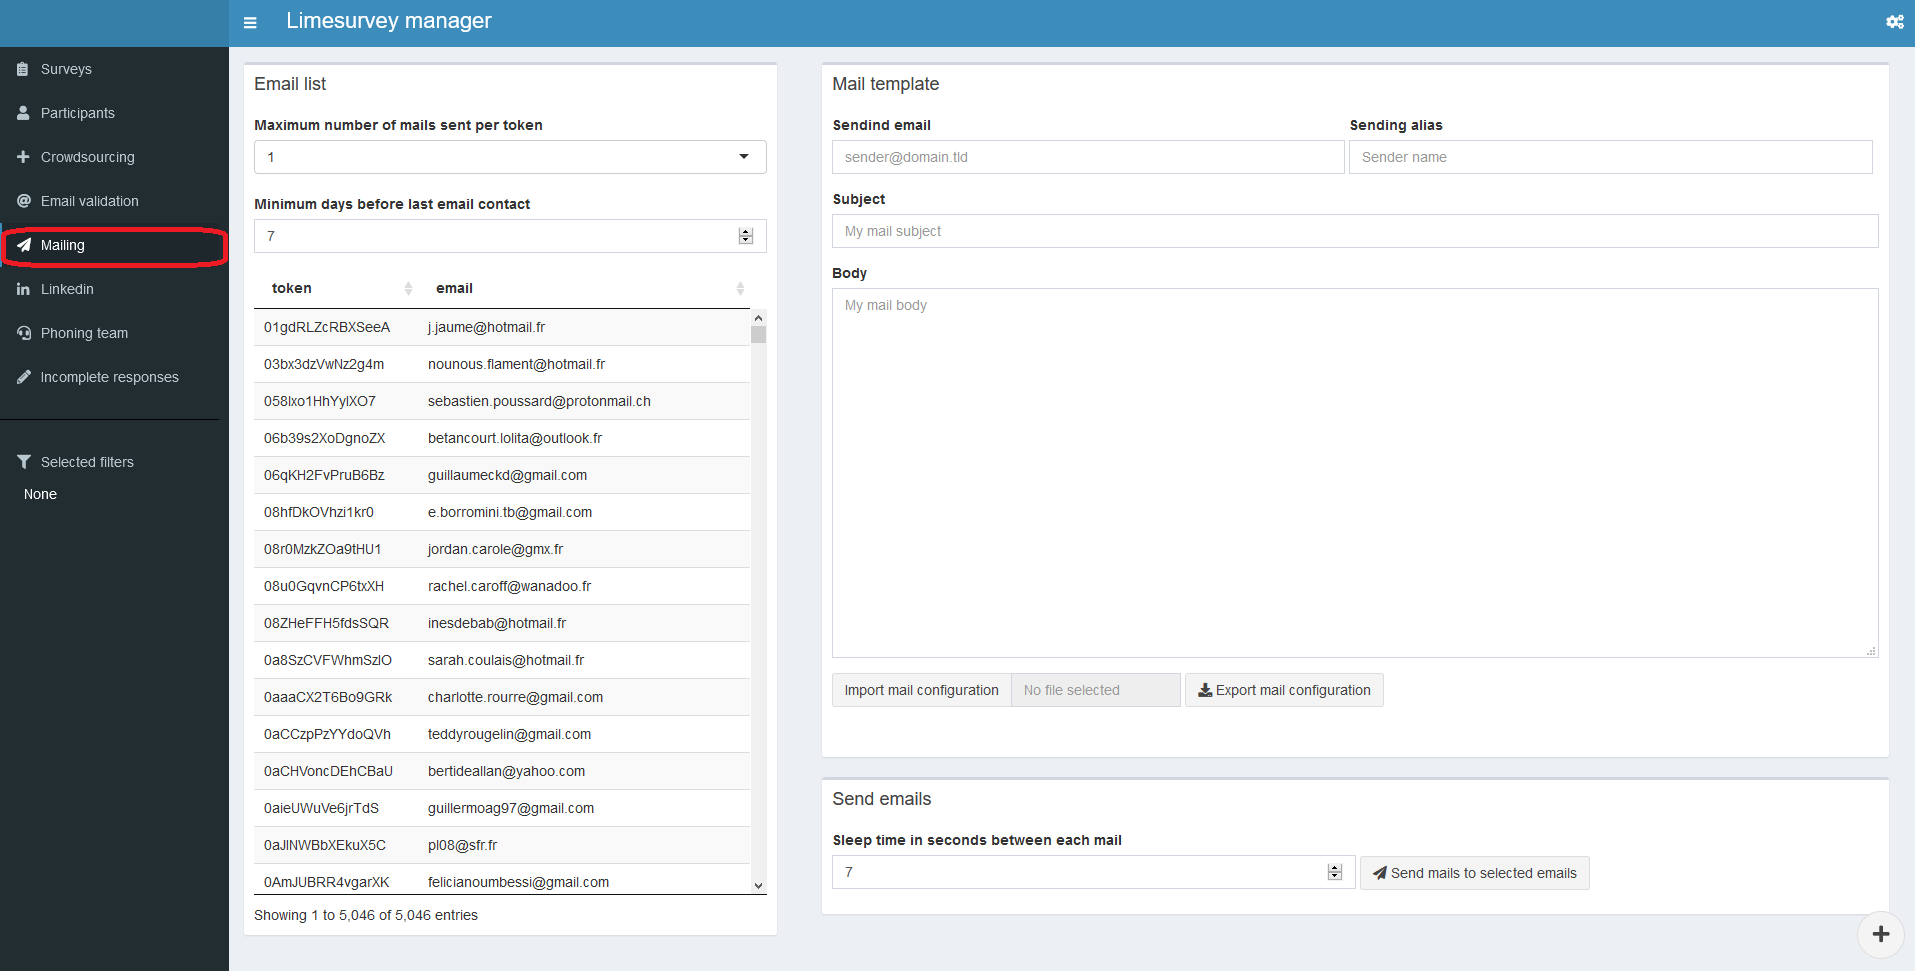 Limesurvey manager
Surveys
Participants
Crowdsourcing
Email validation
Mailing
Linkedin
Phoning team
Incomplete responses
Selected filters
None
Email list
Maximum number of mails sent per token
1
Minimum days before last email contact
7
token email
01gdRLZcRBXSeeA j.jaume@hotmail.fr
03bx3dzVwNz2g4m nounous.flament@hotmail.fr
058lxo1HhYylXO7 sebastien.poussard@protonmail.ch
06b39s2XoDgnoZX betancourt.lolita@outlook.fr
06qKH2FvPruB6Bz guillaumeckd@gmail.com
08hfDkOVhzi1kr0 e.borromini.tb@gmail.com
08r0MzkZOa9tHU1 jordan.carole@gmx.fr
08u0GqvnCP6txXH rachel.caroff@wanadoo.fr
08ZHeFFH5fdsSQR inesdebab@hotmail.fr
0a8SzCVFWhmSzlO sarah.coulais@hotmail.fr
0aaaCX2T6Bo9GRk charlotte.rourre@gmail.com
0aCCzpPzYYdoQVh teddyrougelin@gmail.com
0aCHVoncDEhCBaU bertideallan@yahoo.com
0aieUWuVe6jrTdS guillermoag97@gmail.com
0aJlNWBbXEkuX5C pl08@sfr.fr
0AmJUBRR4vgarXK felicianoumbessi@gmail.com
Showing 1 to 5,046 of 5,046 entries
Mail template
Sendind email Sending alias
sender@domain.tld Sender name
Subject
My mail subject
Body
My mail body
Import mail configuration No file selected Export mail configuration
Send emails
Sleep time in seconds between each mail
7 Send mails to selected emails